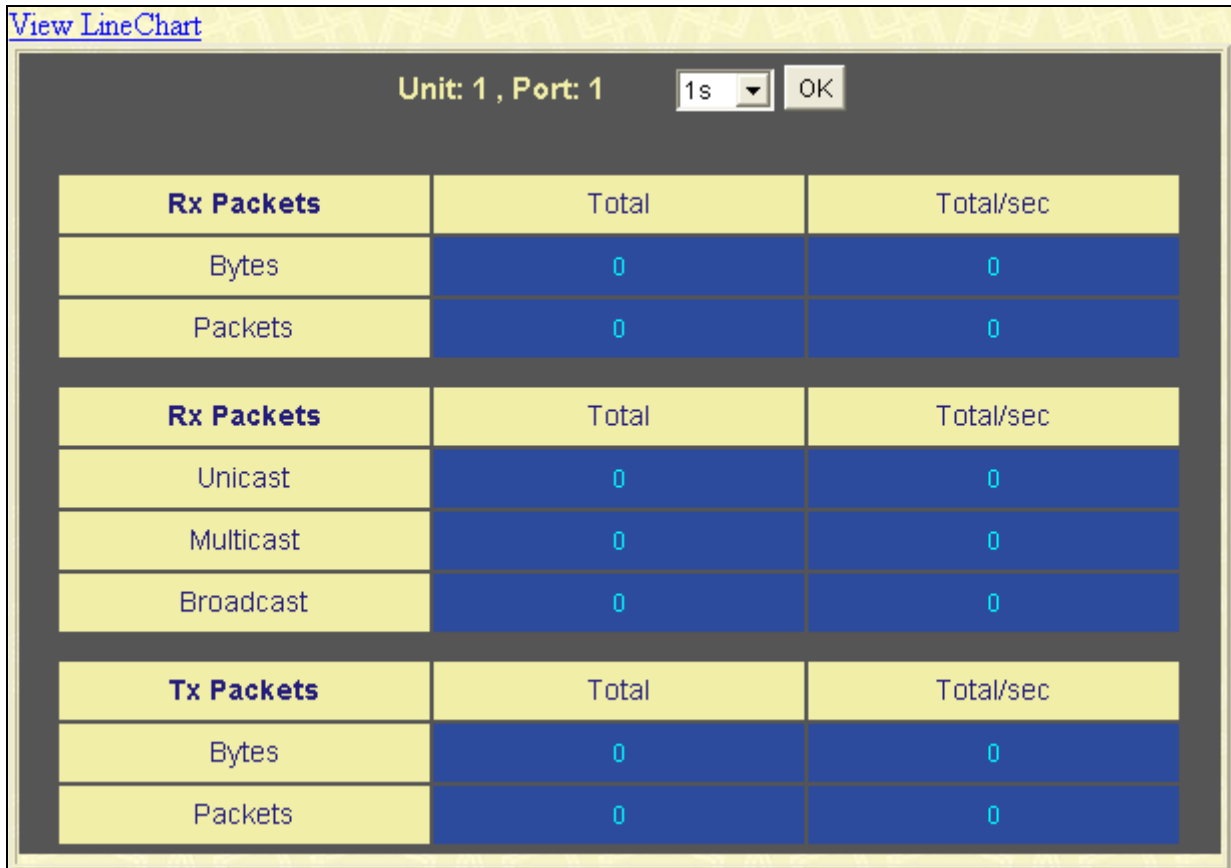 View LineChart
Unit: 1 , Port: 1 1s OK
Rx Packets Total Total/sec
Bytes 0 0
Packets 0 0
Rx Packets Total Total/sec
Unicast 0 0
Multicast 0 0
Broadcast 0 0
Tx Packets Total Total/sec
Bytes 0 0
Packets 0 0